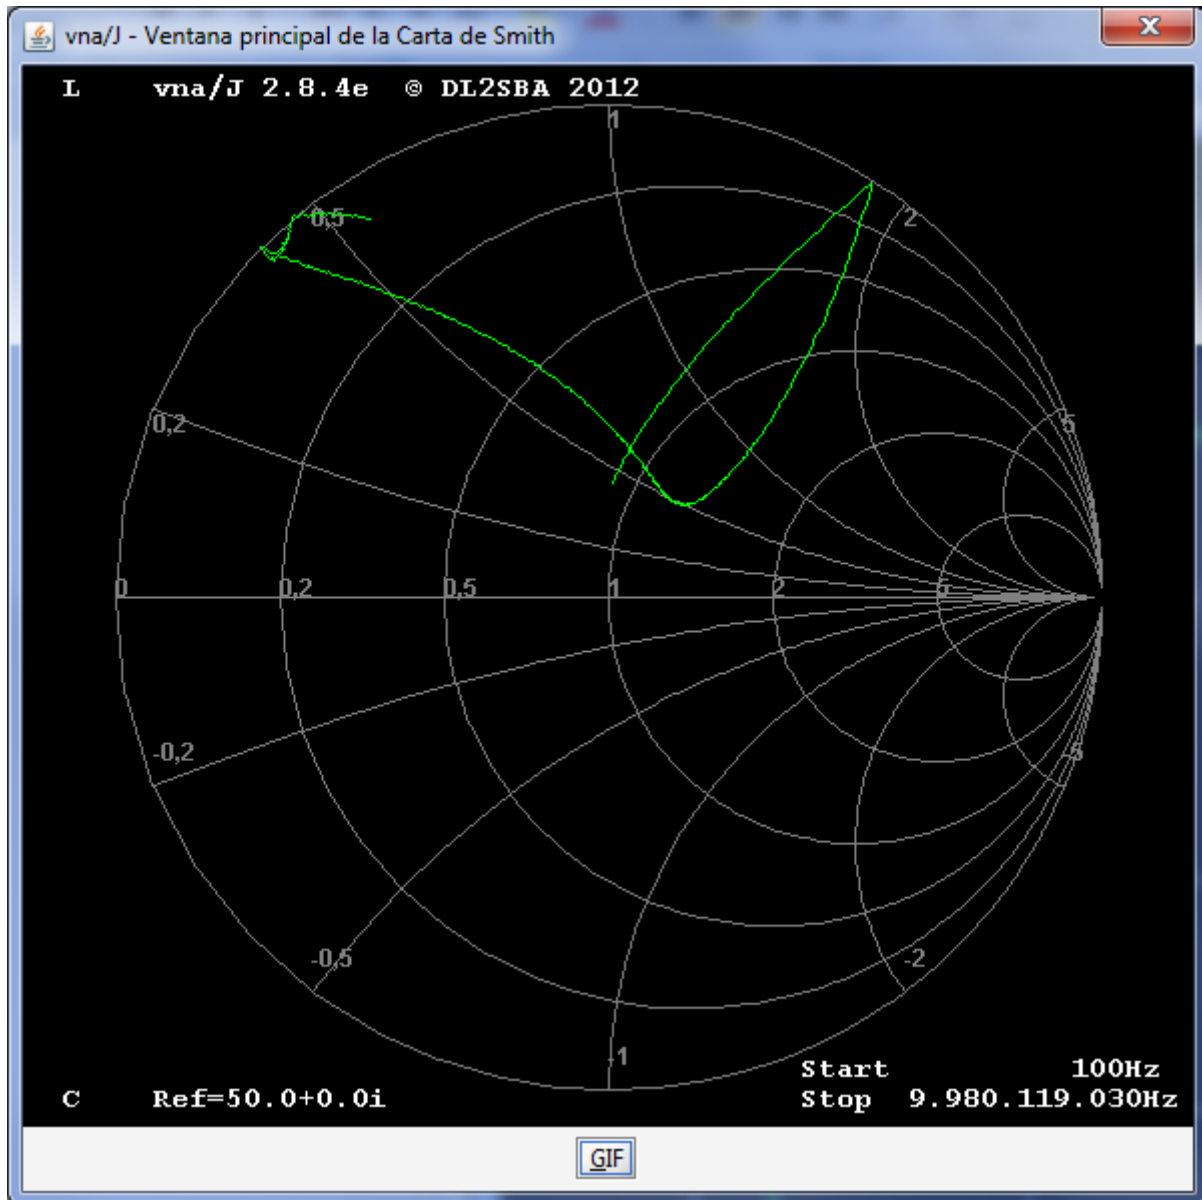 vna/J - Ventana principal de la Carta de Smith
L vna/J 2.8.4e © DL2SBA 2012
1
0,5
2
0,2
5
0 0,2 0,5 1 2 5
-0,2
-5
-0,5
-2
-1
Start 100Hz
C Ref=50.0+0.0i Stop 9.980.119.030Hz
GIF